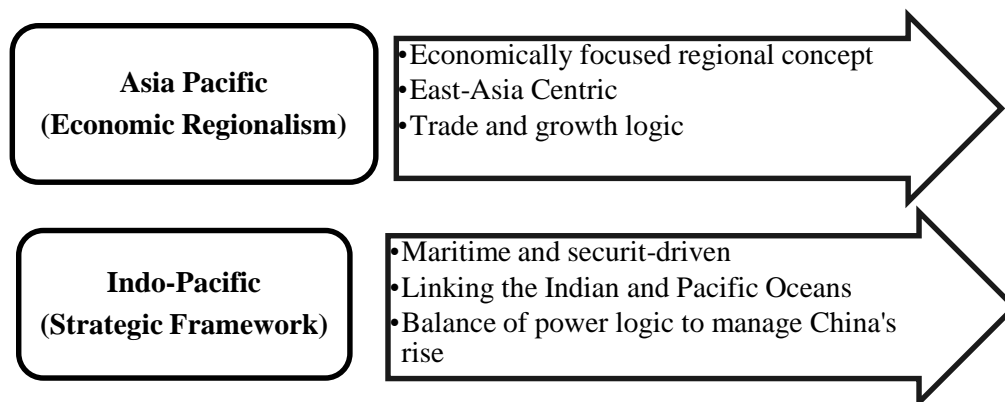 Asia Pacific
(Economic Regionalism)
•Economically focused regional concept
•East-Asia Centric
•Trade and growth logic
Indo-Pacific
(Strategic Framework)
•Maritime and securit-driven
•Linking the Indian and Pacific Oceans
•Balance of power logic to manage China's
rise